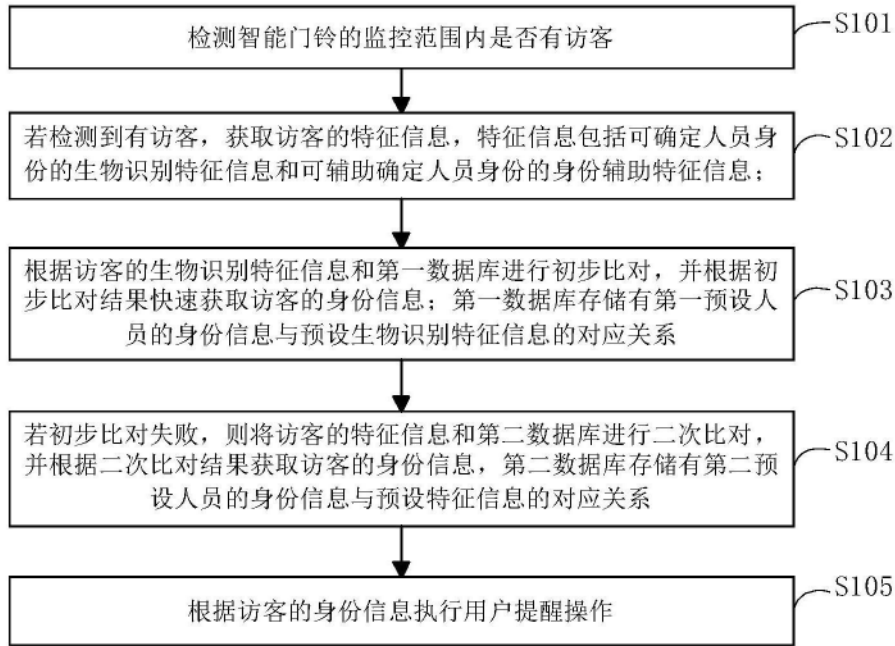 检测智能门铃的监控范围内是否有访客
S101
若检测到有访客，获取访客的特征信息，特征信息包括可确定人员身
份的生物识别特征信息和可辅助确定人员身份的身份辅助特征信息；
S102
根据访客的生物识别特征信息和第一数据库进行初步比对，并根据初
步比对结果快速获取访客的身份信息；第一数据库存储有第一预设人
员的身份信息与预设生物识别特征信息的对应关系
S103
若初步比对失败，则将访客的特征信息和第二数据库进行二次比对，
并根据二次比对结果获取访客的身份信息，第二数据库存储有第二预
设人员的身份信息与预设特征信息的对应关系
S104
根据访客的身份信息执行用户提醒操作
S105